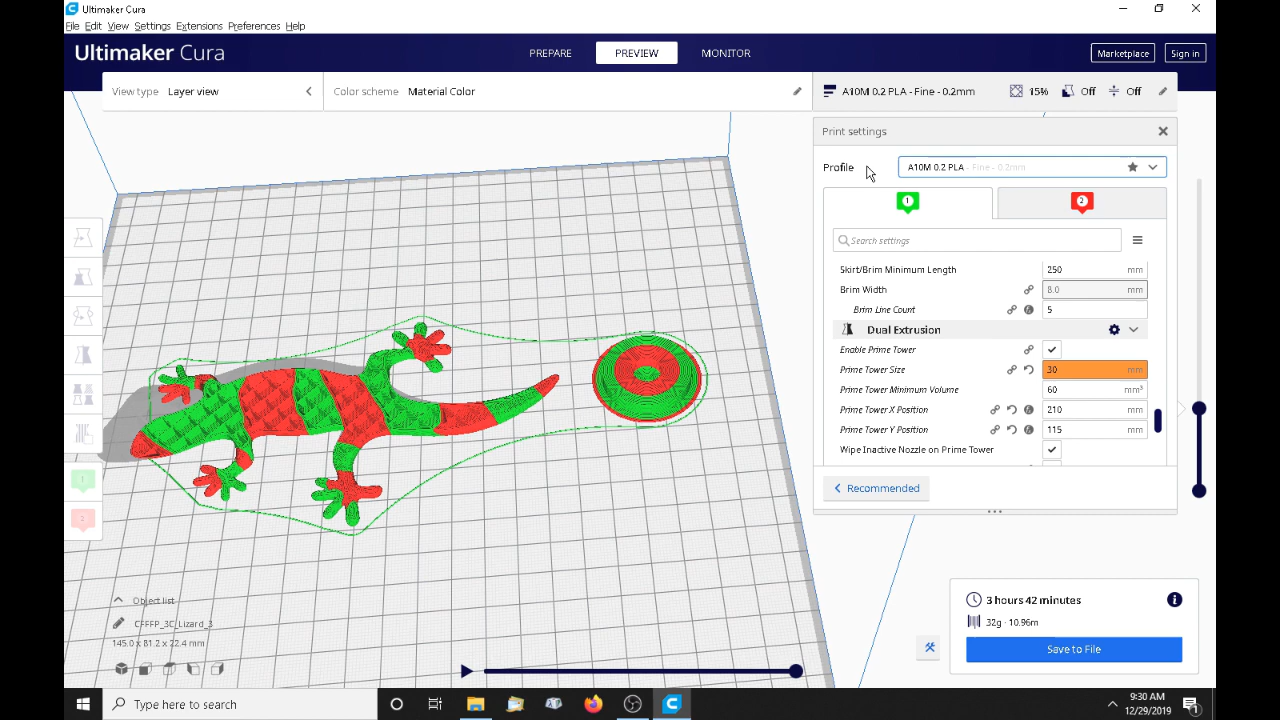 Ultimaker Cura
File Edit View Settings Extensions Preferences Help
Ultimaker Cura
PREPARE PREVIEW MONITOR
Marketplace Sign in
View type Layer view
Color scheme Material Color
A10M 0.2 PLA - Fine - 0.2mm 15% Off Off
Print settings
Profile A10M 0.2 PLA - Fine - 0.2mm
1 2
Search settings
Skirt/Brim Minimum Length 250 mm
Brim Width 8.0 mm
Brim Line Count 5
Dual Extrusion
Enable Prime Tower
Prime Tower Size 30 mm
Prime Tower Minimum Volume 60 mm³
Prime Tower X Position 210 mm
Prime Tower Y Position 115 mm
Wipe Inactive Nozzle on Prime Tower
Recommended
1
2
Object list
CFFFP_3C_Lizard_3
145.0 x 81.2 x 22.4 mm
3 hours 42 minutes
32g · 10.96m
Save to File
Type here to search
9:30 AM
12/29/2019
1